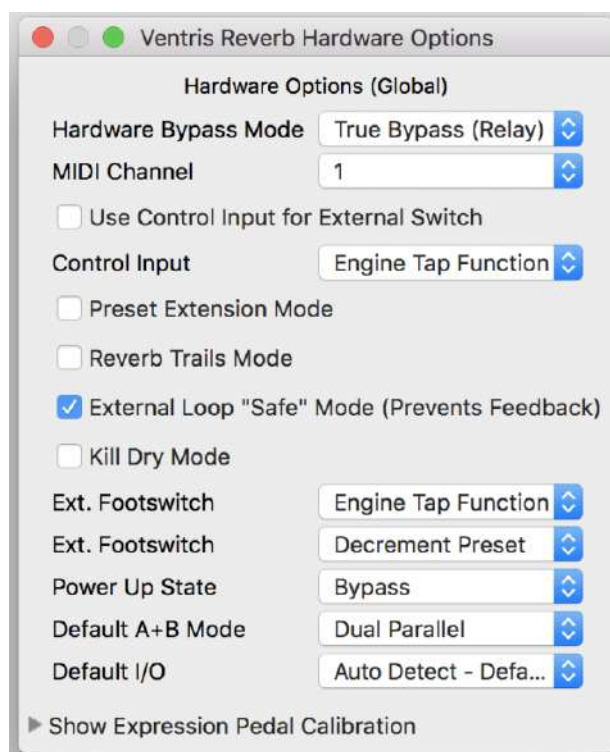 Ventris Reverb Hardware Options
Hardware Options (Global)
Hardware Bypass Mode True Bypass (Relay)
MIDI Channel 1
Use Control Input for External Switch
Control Input Engine Tap Function
Preset Extension Mode
Reverb Trails Mode
External Loop "Safe" Mode (Prevents Feedback)
Kill Dry Mode
Ext. Footswitch Engine Tap Function
Ext. Footswitch Decrement Preset
Power Up State Bypass
Default A+B Mode Dual Parallel
Default I/O Auto Detect - Defa...
Show Expression Pedal Calibration